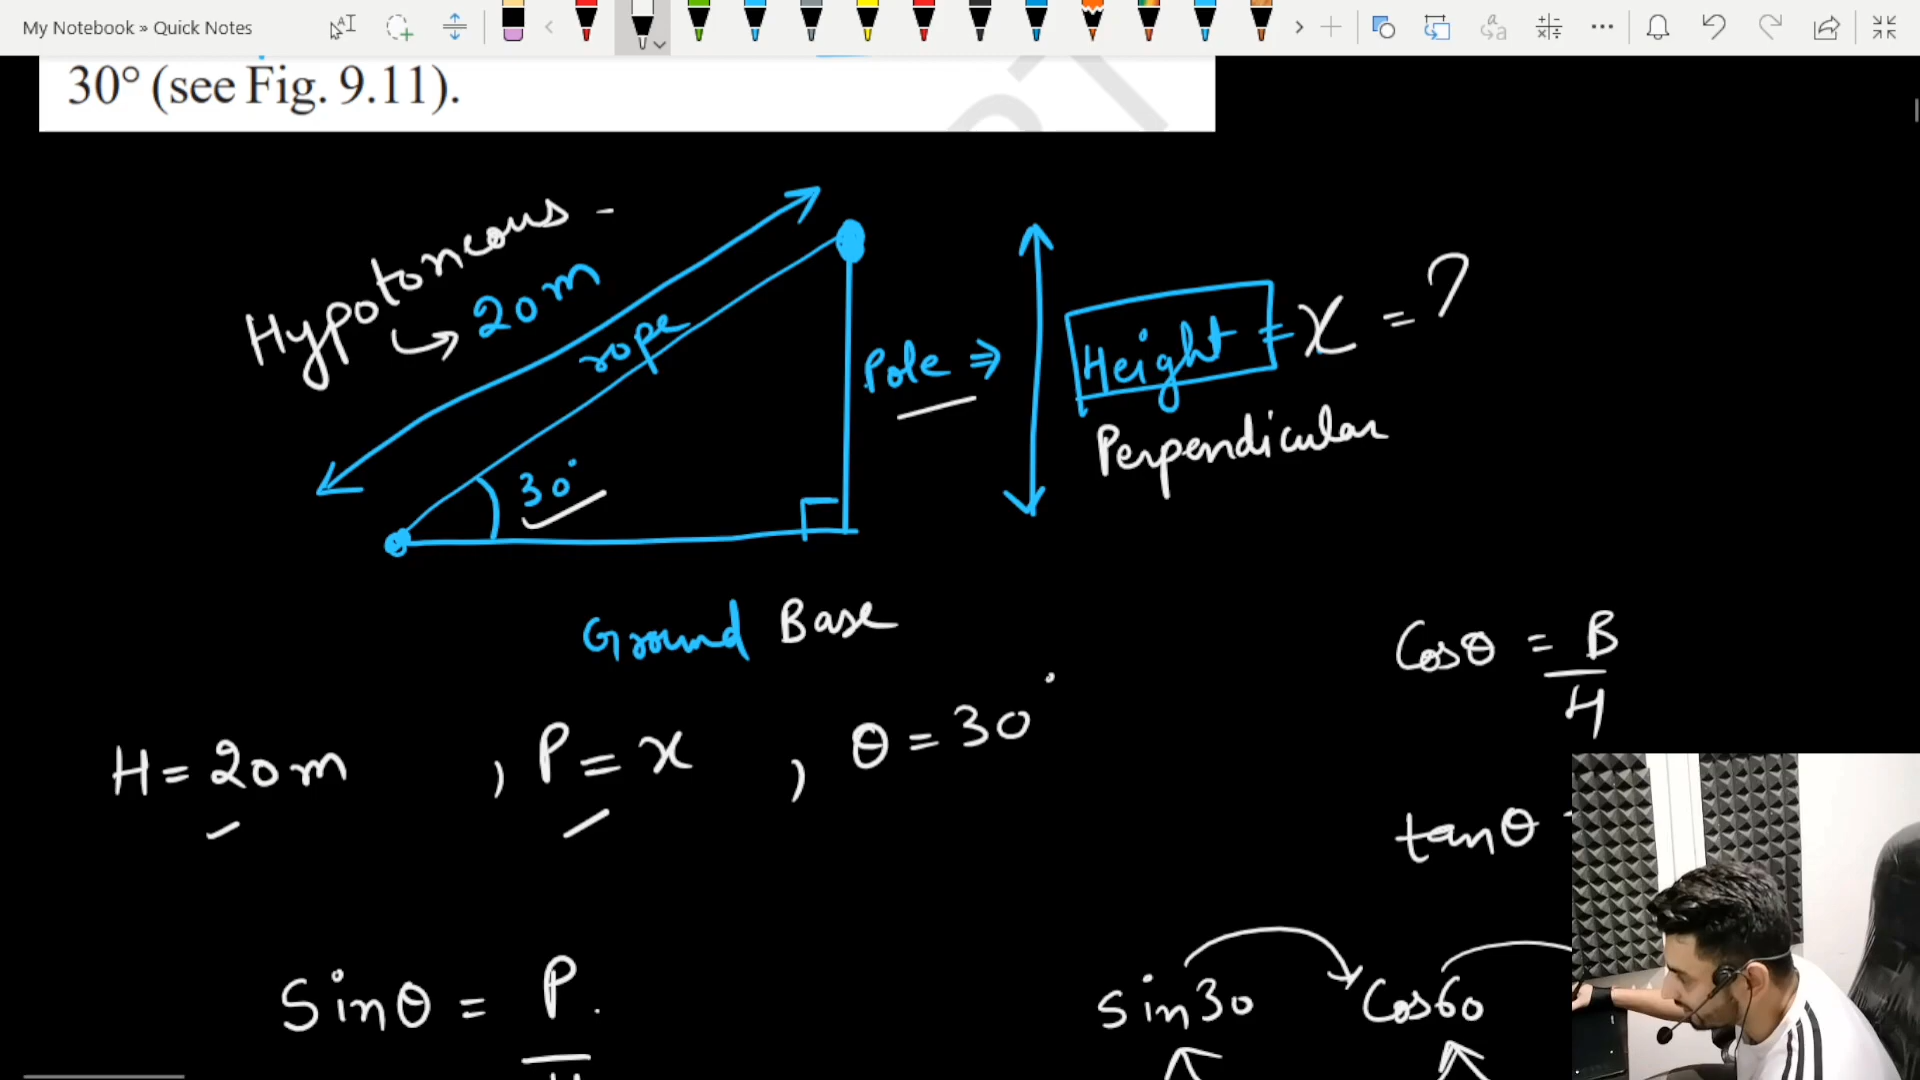 My Notebook » Quick Notes
30° (see Fig. 9.11).
Hypotoneous -
20m
rope
Pole ⇒
Height = x = ?
Perpendicular
30°
Ground Base
Cosθ = B
H
H = 20m , P = x , θ = 30°
tanθ
Sinθ = P
Sin30 Cos60